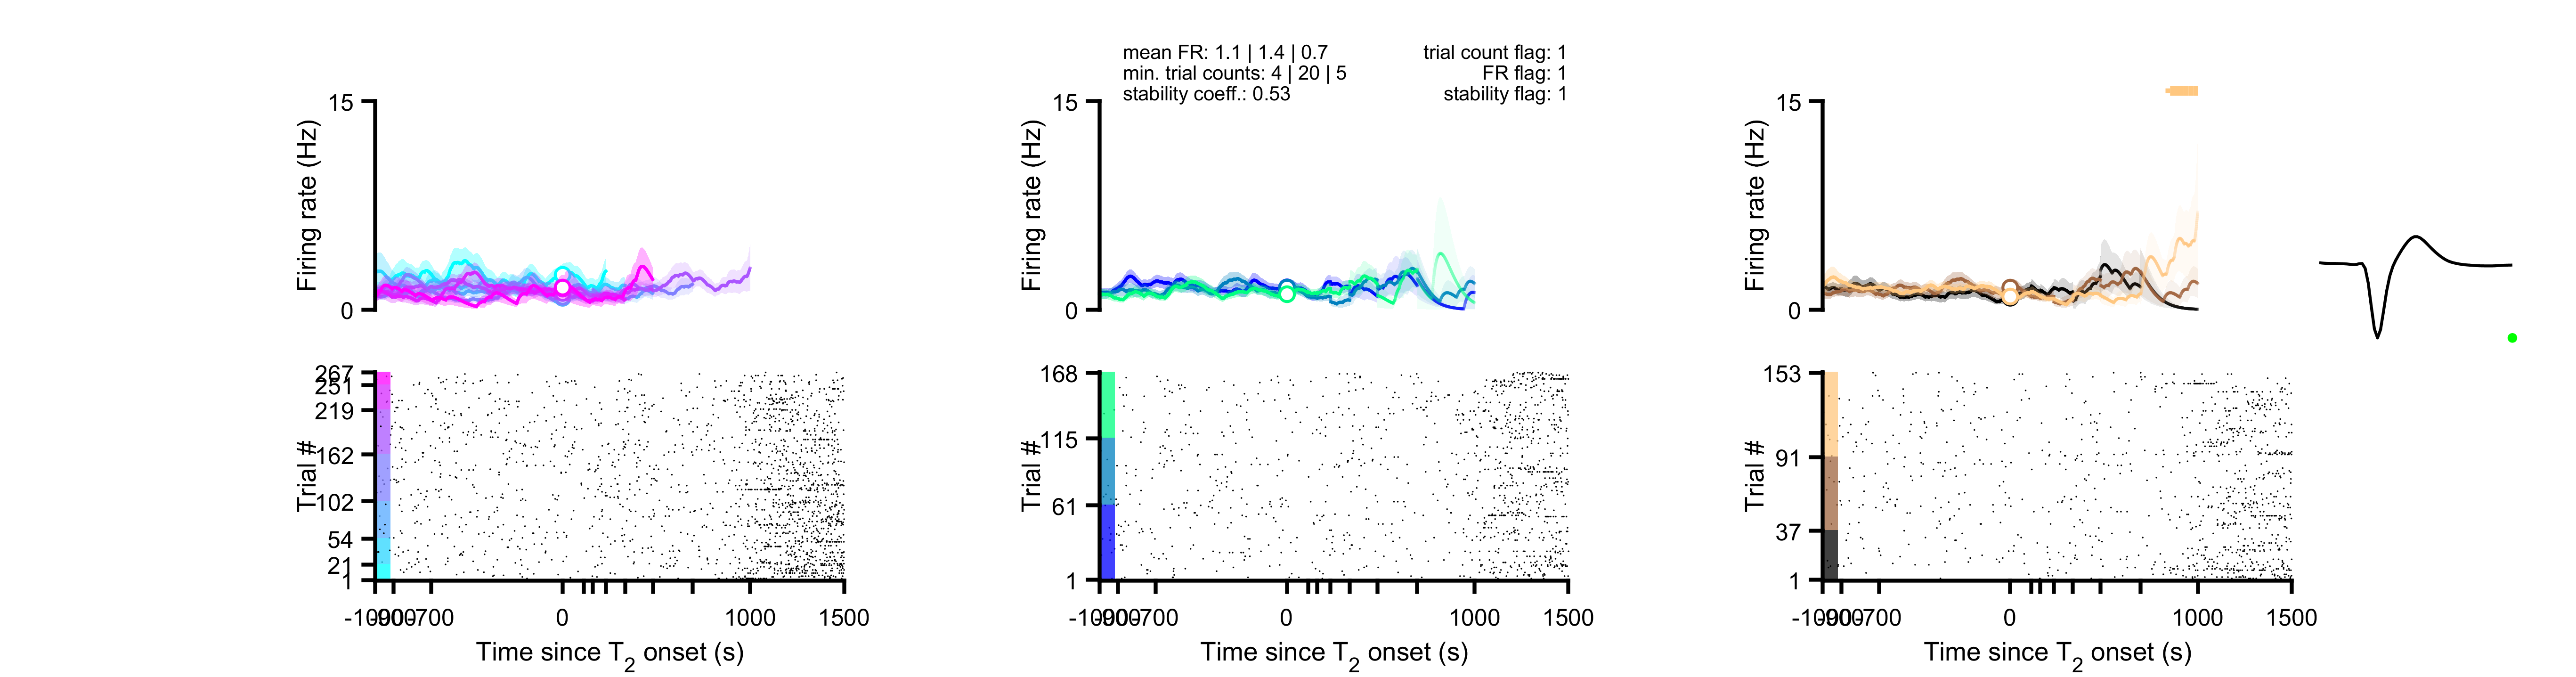 mean FR: 1.1 | 1.4 | 0.7
min. trial counts: 4 | 20 | 5
stability coeff.: 0.53
trial count flag: 1
FR flag: 1
stability flag: 1
15
Firing rate (Hz)
0
15
Firing rate (Hz)
0
15
Firing rate (Hz)
0
267
251
219
162
102
54
21
1
Trial #
0
1000
1500
Time since T2 onset (s)
168
115
61
1
Trial #
0
1000
1500
Time since T2 onset (s)
153
91
37
1
Trial #
0
1000
1500
Time since T2 onset (s)